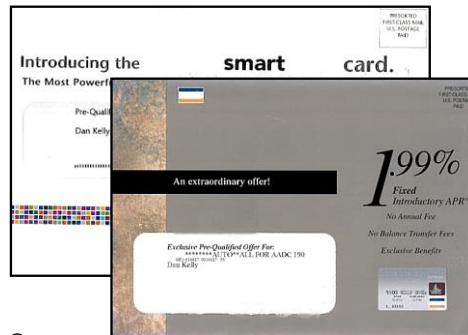 PRESORTED
FIRST-CLASS MAIL
U.S. POSTAGE
PAID
Introducing the smart card.
The Most Powerf
Pre-Qualifi
Dan Kelly
An extraordinary offer!
1.99%
Fixed
Introductory APR*
No Annual Fee
No Balance Transfer Fees
Exclusive Benefits
Exclusive Pre-Qualified Offer For:
********AUTO**ALL FOR AADC 190
Dan Kelly